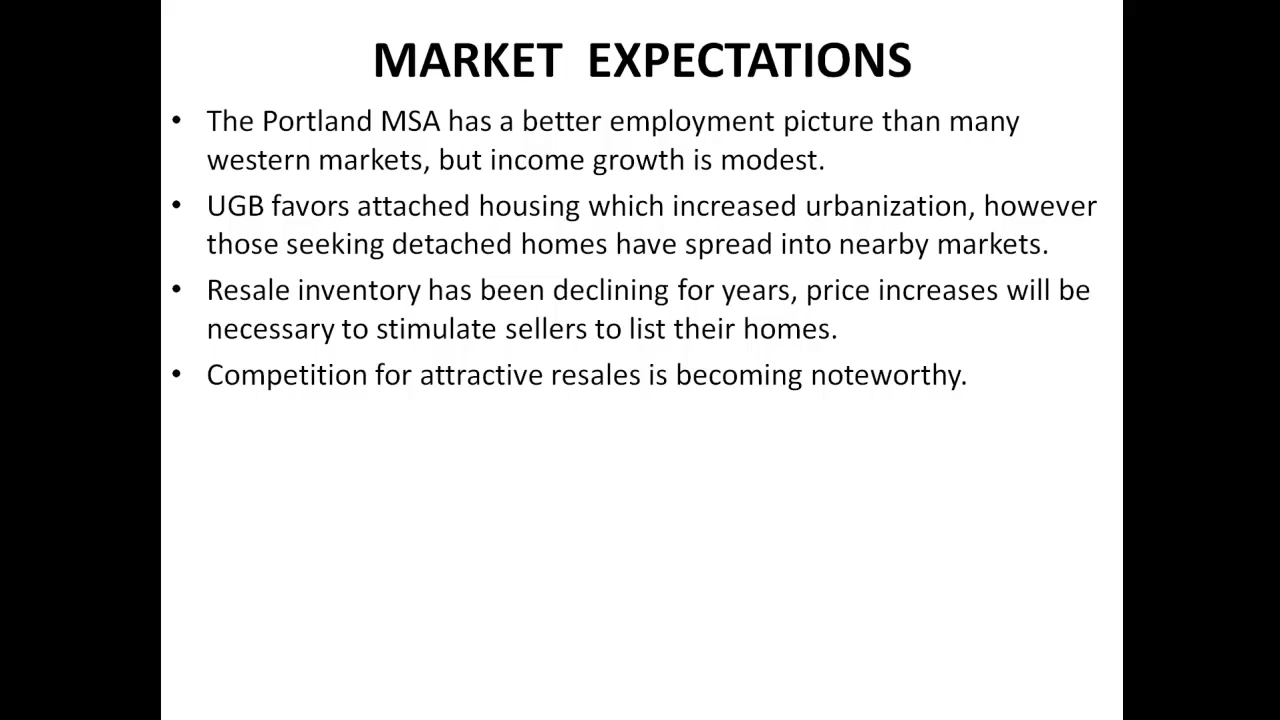 MARKET EXPECTATIONS
• The Portland MSA has a better employment picture than many
western markets, but income growth is modest.
• UGB favors attached housing which increased urbanization, however
those seeking detached homes have spread into nearby markets.
• Resale inventory has been declining for years, price increases will be
necessary to stimulate sellers to list their homes.
• Competition for attractive resales is becoming noteworthy.